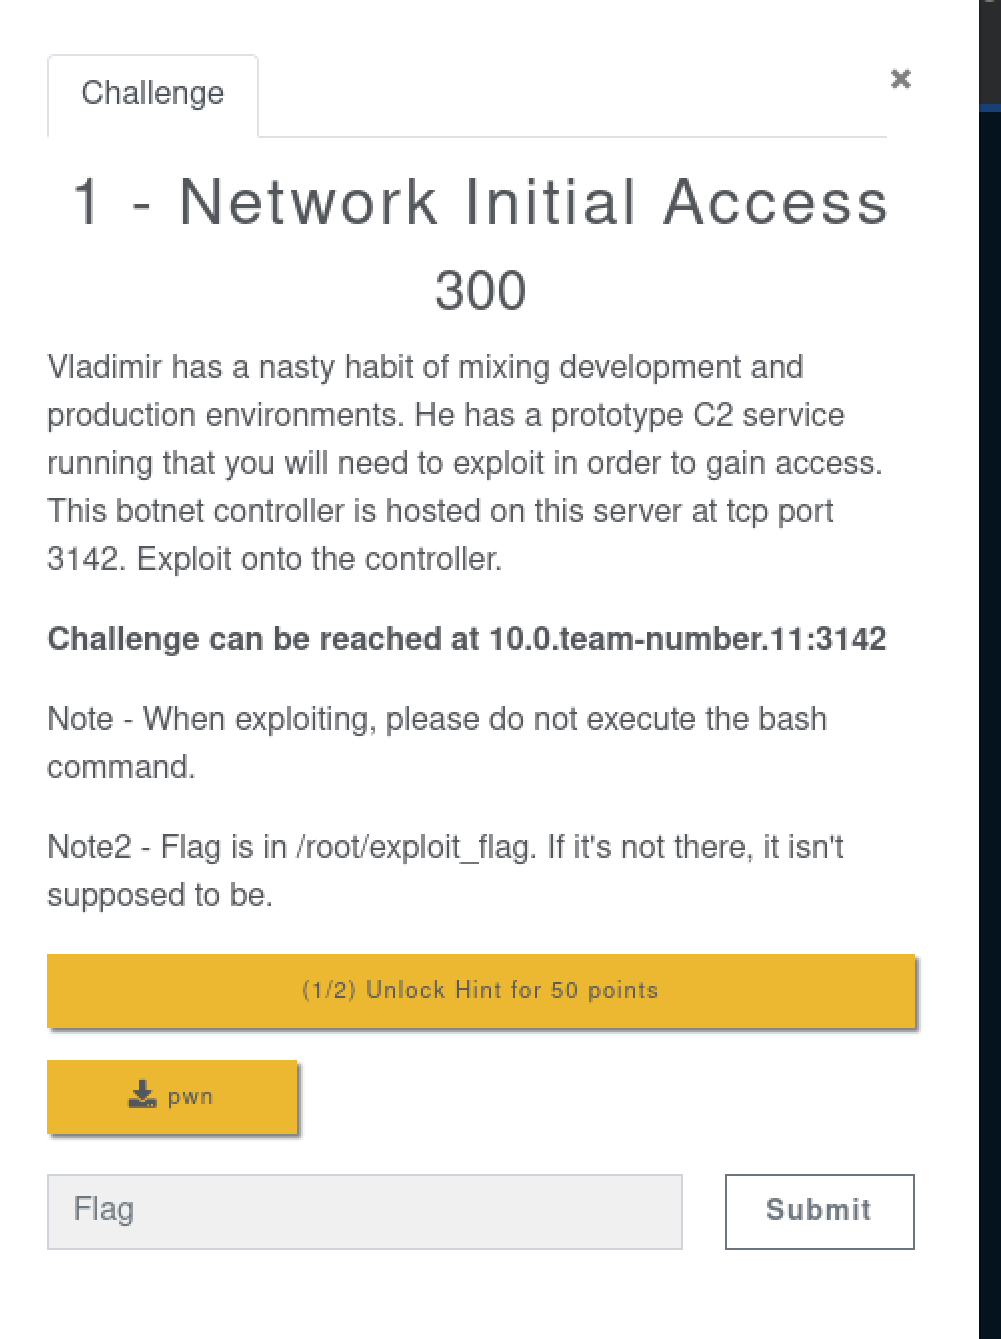 Challenge
×
1 - Network Initial Access
300
Vladimir has a nasty habit of mixing development and
production environments. He has a prototype C2 service
running that you will need to exploit in order to gain access.
This botnet controller is hosted on this server at tcp port
3142. Exploit onto the controller.
Challenge can be reached at 10.0.team-number.11:3142
Note - When exploiting, please do not execute the bash
command.
Note2 - Flag is in /root/exploit_flag. If it's not there, it isn't
supposed to be.
(1/2) Unlock Hint for 50 points
pwn
Flag
Submit